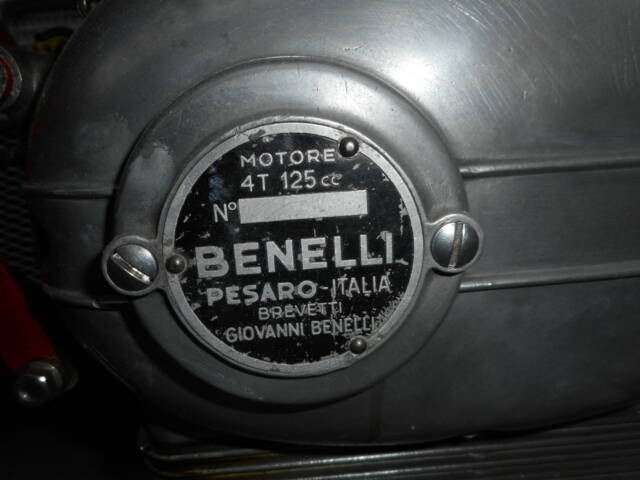 MOTORE
4T 125 cc
N°
BENELLI
PESARO-ITALIA
BREVETTI
GIOVANNI BENELLI